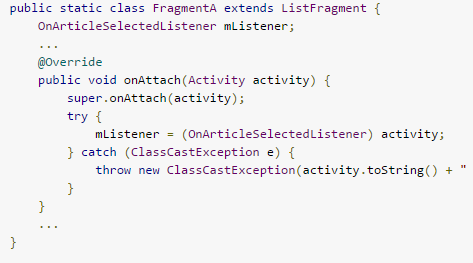 public static class FragmentA extends ListFragment {
    OnArticleSelectedListener mListener;
    ...
    @Override
    public void onAttach(Activity activity) {
        super.onAttach(activity);
        try {
            mListener = (OnArticleSelectedListener) activity;
        } catch (ClassCastException e) {
            throw new ClassCastException(activity.toString() + "
        }
    }
    ...
}